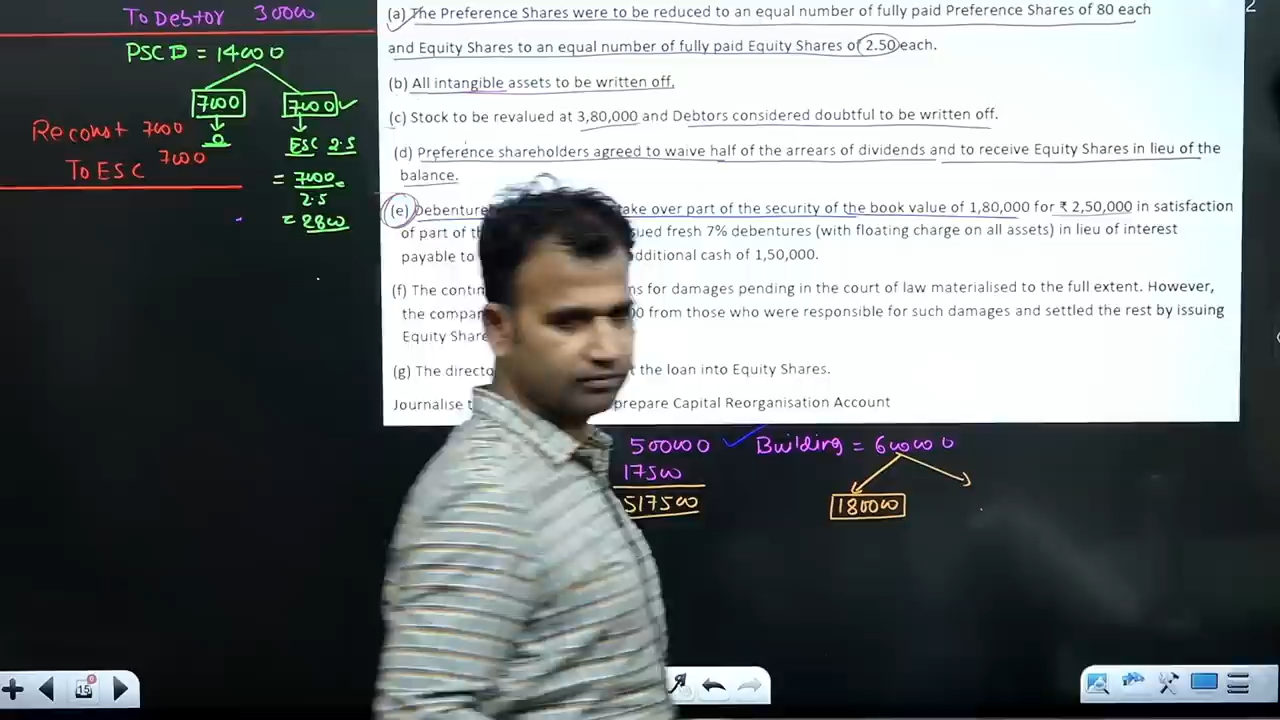 To Debtor 30000
PSCD = 140000
7000
7000 ✓
0
ESC 2.5
Reconst 7000
To ESC 7000
= 7000
2.5
= 2800
2
(a) The Preference Shares were to be reduced to an equal number of fully paid Preference Shares of 80 each
and Equity Shares to an equal number of fully paid Equity Shares of 2.50 each.
(b) All intangible assets to be written off.
(c) Stock to be revalued at 3,80,000 and Debtors considered doubtful to be written off.
(d) Preference shareholders agreed to waive half of the arrears of dividends and to receive Equity Shares in lieu of the
balance.
(e) Debenture take over part of the security of the book value of 1,80,000 for ₹ 2,50,000 in satisfaction
of part of th ued fresh 7% debentures (with floating charge on all assets) in lieu of interest
payable to dditional cash of 1,50,000.
(f) The contin s for damages pending in the court of law materialised to the full extent. However,
the compan 00 from those who were responsible for such damages and settled the rest by issuing
Equity Share
(g) The directo t the loan into Equity Shares.
Journalise t prepare Capital Reorganisation Account
500000 ✓ Building = 600000
17500
517500
180000
15